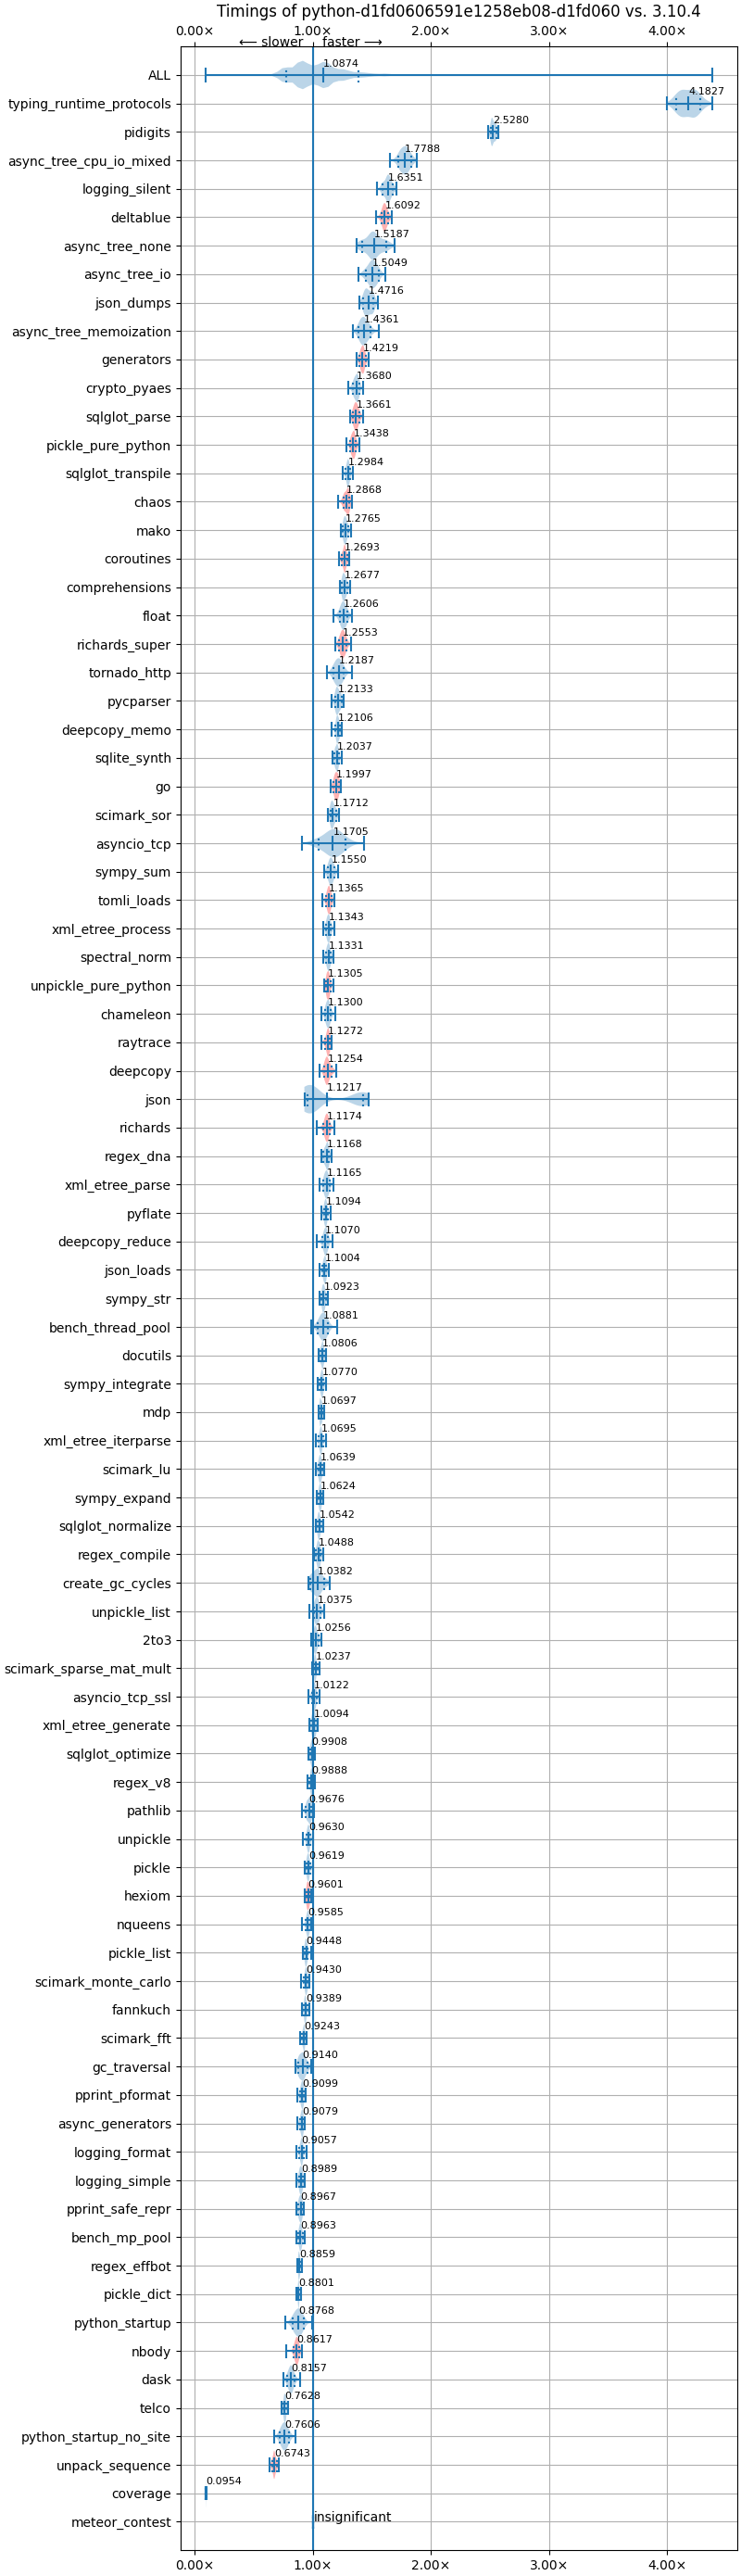 Timings of python-d1fd0606591e1258eb08-d1fd060 vs. 3.10.4
0.00× 1.00× 2.00× 3.00× 4.00×
⟵ slower faster ⟶
ALL 1.0874
typing_runtime_protocols 4.1827
pidigits 2.5280
async_tree_cpu_io_mixed 1.7788
logging_silent 1.6351
deltablue 1.6092
async_tree_none 1.5187
async_tree_io 1.5049
json_dumps 1.4716
async_tree_memoization 1.4361
generators 1.4219
crypto_pyaes 1.3680
sqlglot_parse 1.3661
pickle_pure_python 1.3438
sqlglot_transpile 1.2984
chaos 1.2868
mako 1.2765
coroutines 1.2693
comprehensions 1.2677
float 1.2606
richards_super 1.2553
tornado_http 1.2187
pycparser 1.2133
deepcopy_memo 1.2106
sqlite_synth 1.2037
go 1.1997
scimark_sor 1.1712
asyncio_tcp 1.1705
sympy_sum 1.1550
tomli_loads 1.1365
xml_etree_process 1.1343
spectral_norm 1.1331
unpickle_pure_python 1.1305
chameleon 1.1300
raytrace 1.1272
deepcopy 1.1254
json 1.1217
richards 1.1174
regex_dna 1.1168
xml_etree_parse 1.1165
pyflate 1.1094
deepcopy_reduce 1.1070
json_loads 1.1004
sympy_str 1.0923
bench_thread_pool 1.0881
docutils 1.0806
sympy_integrate 1.0770
mdp 1.0697
xml_etree_iterparse 1.0695
scimark_lu 1.0639
sympy_expand 1.0624
sqlglot_normalize 1.0542
regex_compile 1.0488
create_gc_cycles 1.0382
unpickle_list 1.0375
2to3 1.0256
scimark_sparse_mat_mult 1.0237
asyncio_tcp_ssl 1.0122
xml_etree_generate 1.0094
sqlglot_optimize 0.9908
regex_v8 0.9888
pathlib 0.9676
unpickle 0.9630
pickle 0.9619
hexiom 0.9601
nqueens 0.9585
pickle_list 0.9448
scimark_monte_carlo 0.9430
fannkuch 0.9389
scimark_fft 0.9243
gc_traversal 0.9140
pprint_pformat 0.9099
async_generators 0.9079
logging_format 0.9057
logging_simple 0.8989
pprint_safe_repr 0.8967
bench_mp_pool 0.8963
regex_effbot 0.8859
pickle_dict 0.8801
python_startup 0.8768
nbody 0.8617
dask 0.8157
telco 0.7628
python_startup_no_site 0.7606
unpack_sequence 0.6743
coverage 0.0954
meteor_contest insignificant
0.00× 1.00× 2.00× 3.00× 4.00×